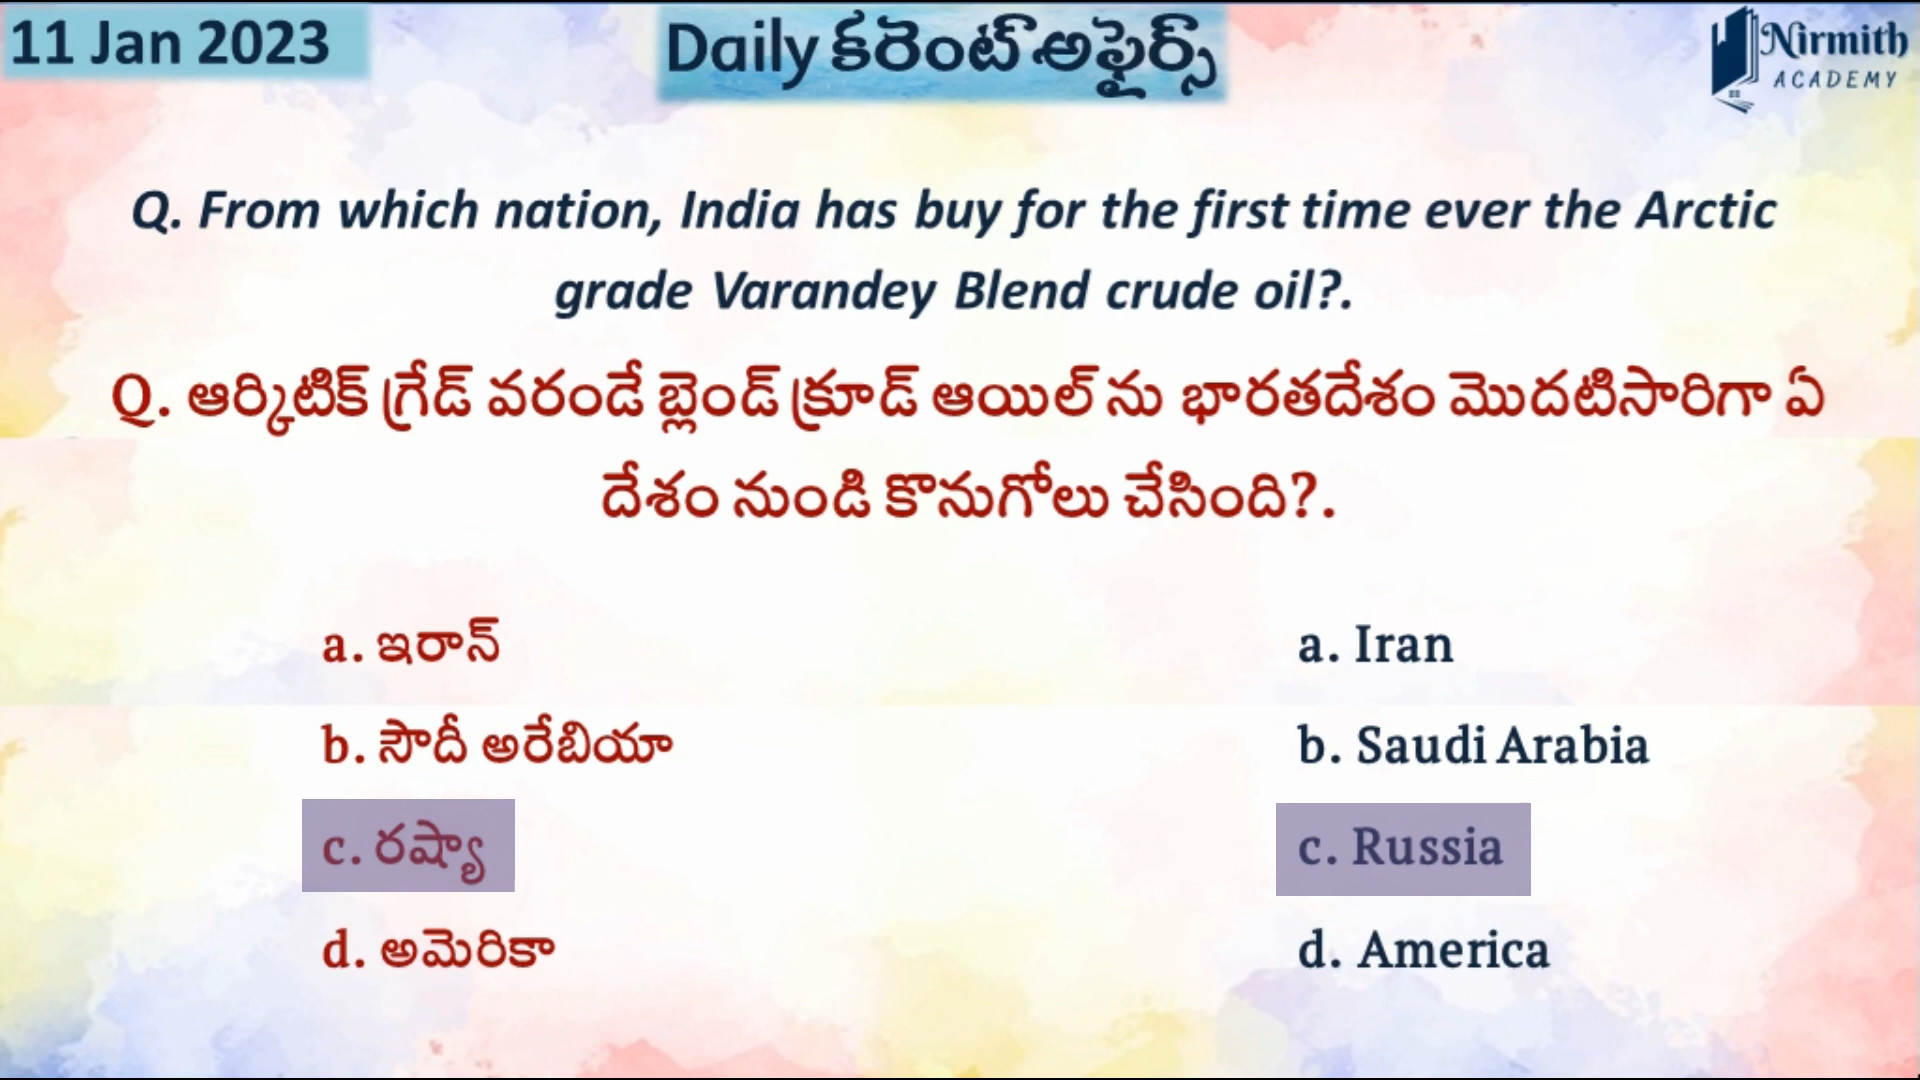 11 Jan 2023
Daily కరెంట్ అఫైర్స్
Nirmith
ACADEMY
Q. From which nation, India has buy for the first time ever the Arctic
grade Varandey Blend crude oil?.
Q. ఆర్కిటిక్ గ్రేడ్ వరండే బ్లెండ్ క్రూడ్ ఆయిల్ ను భారతదేశం మొదటిసారిగా ఏ
దేశం నుండి కొనుగోలు చేసింది?.
a. ఇరాన్
b. సౌదీ అరేబియా
c. రష్యా
d. అమెరికా
a. Iran
b. Saudi Arabia
c. Russia
d. America